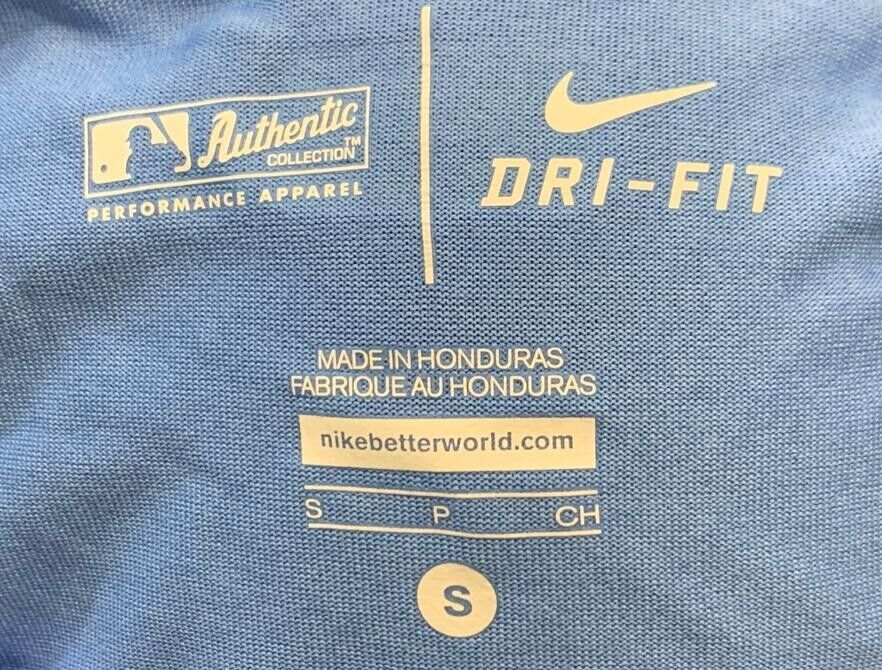 Authentic
COLLECTION™
PERFORMANCE APPAREL
DRI-FIT
MADE IN HONDURAS
FABRIQUE AU HONDURAS
nikebetterworld.com
S P CH
S